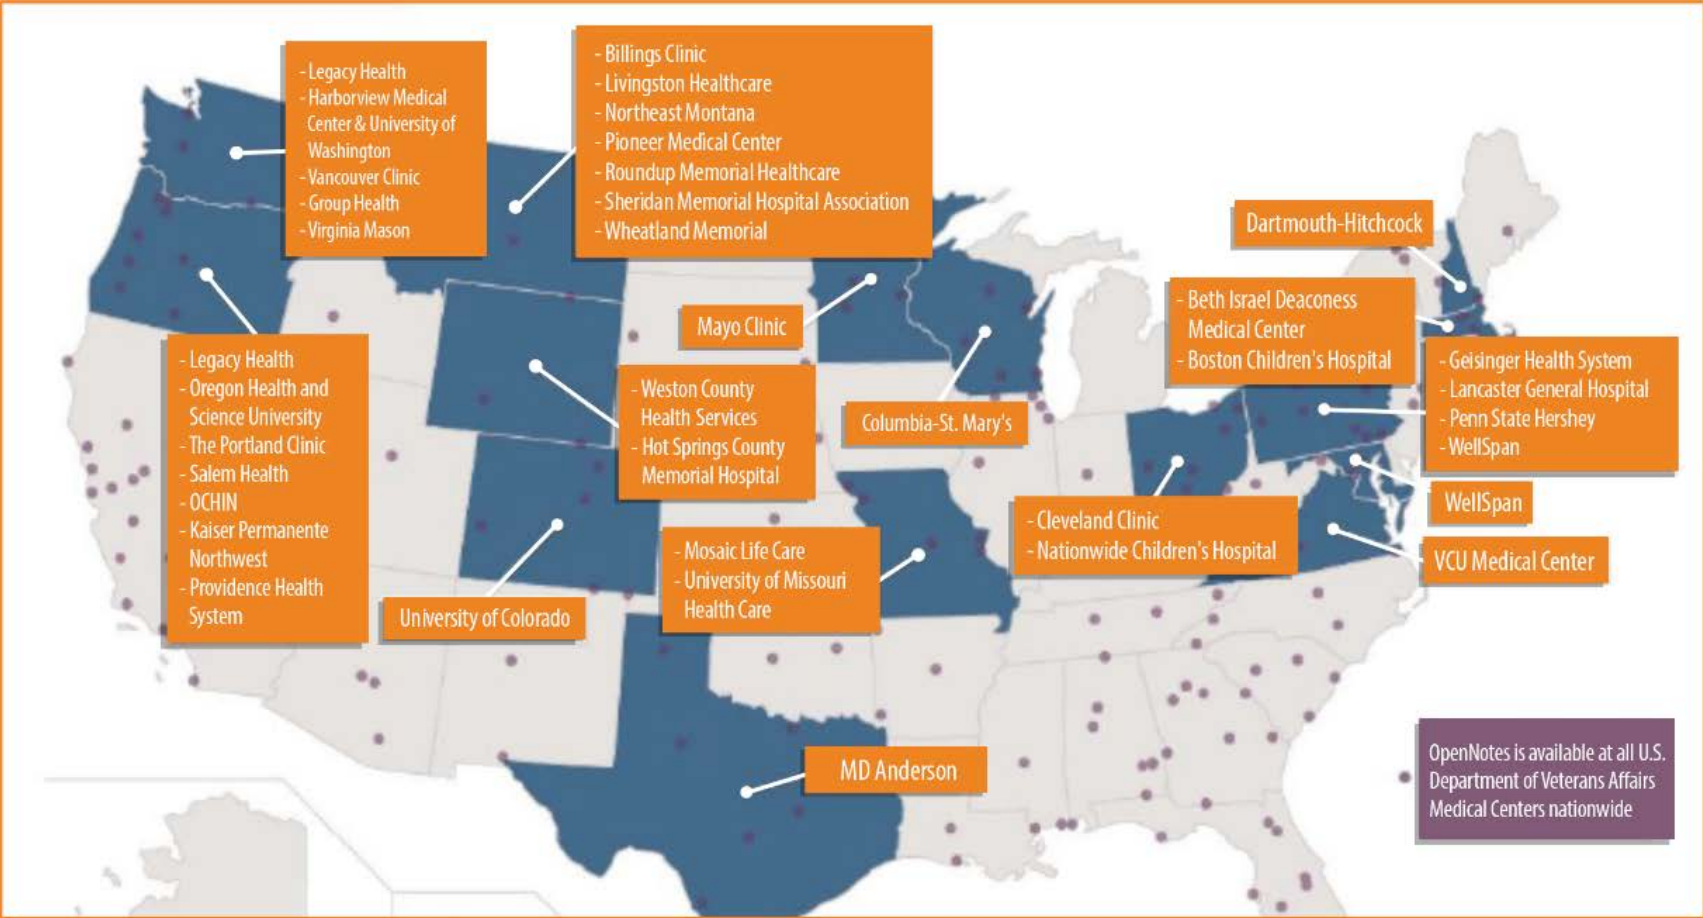 - Legacy Health
- Harborview Medical
Center & University of
Washington
- Vancouver Clinic
- Group Health
- Virginia Mason
- Billings Clinic
- Livingston Healthcare
- Northeast Montana
- Pioneer Medical Center
- Roundup Memorial Healthcare
- Sheridan Memorial Hospital Association
- Wheatland Memorial
Dartmouth-Hitchcock
- Beth Israel Deaconess
Medical Center
- Boston Children's Hospital
Mayo Clinic
- Legacy Health
- Oregon Health and
Science University
- The Portland Clinic
- Salem Health
- OCHIN
- Kaiser Permanente
Northwest
- Providence Health
System
- Weston County
Health Services
- Hot Springs County
Memorial Hospital
Columbia-St. Mary's
- Geisinger Health System
- Lancaster General Hospital
- Penn State Hershey
- WellSpan
WellSpan
- Cleveland Clinic
- Nationwide Children's Hospital
VCU Medical Center
- Mosaic Life Care
- University of Missouri
Health Care
University of Colorado
MD Anderson
OpenNotes is available at all U.S.
Department of Veterans Affairs
Medical Centers nationwide